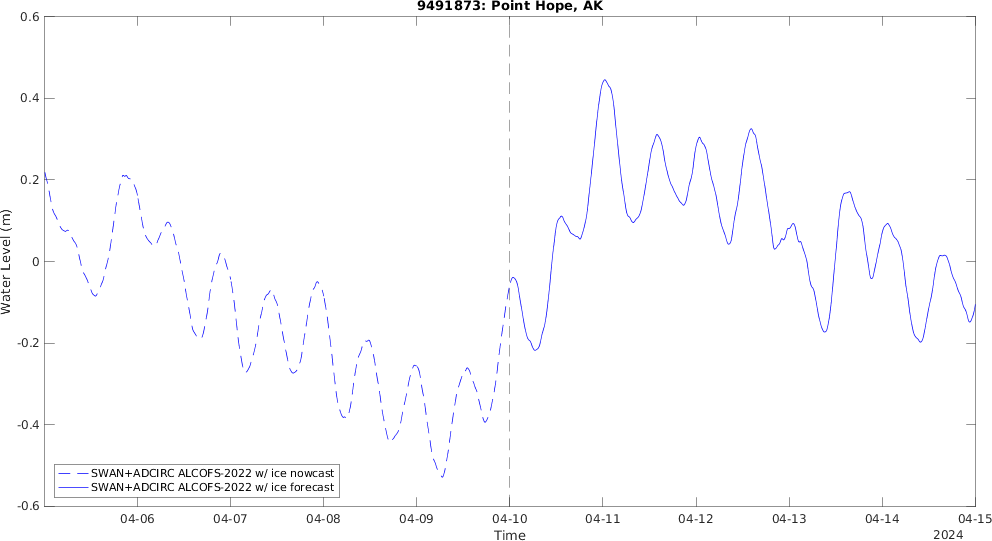 9491873: Point Hope, AK
0.6
0.4
0.2
0
-0.2
-0.4
-0.6
Water Level (m)
SWAN+ADCIRC ALCOFS-2022 w/ ice nowcast
SWAN+ADCIRC ALCOFS-2022 w/ ice forecast
04-06 04-07 04-08 04-09 04-10 04-11 04-12 04-13 04-14 04-15
Time
2024